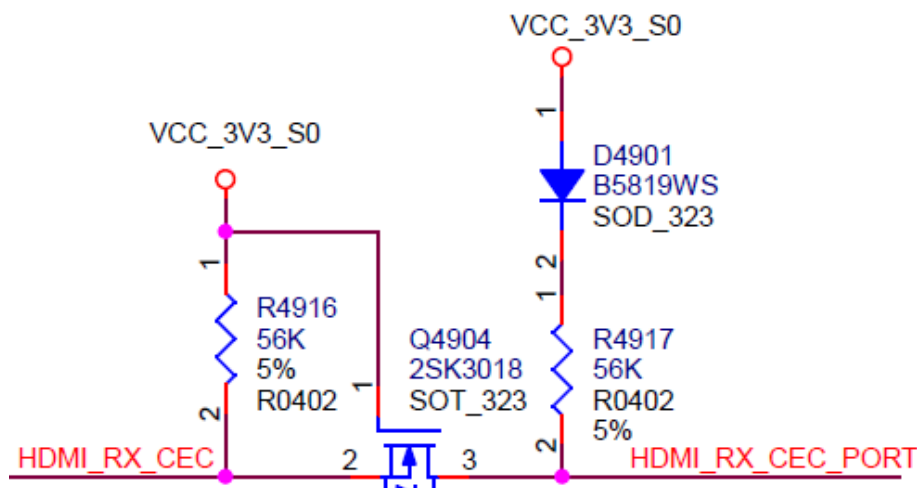 VCC_3V3_S0
VCC_3V3_S0
1
D4901
B5819WS
SOD_322
2
1
R4916
56K
5%
R0402
2
1
Q4904
2SK3018
SOT_323
1
R4917
56K
R0402
5%
2
HDMI_RX_CEC
2
3
HDMI_RX_CEC_PORT